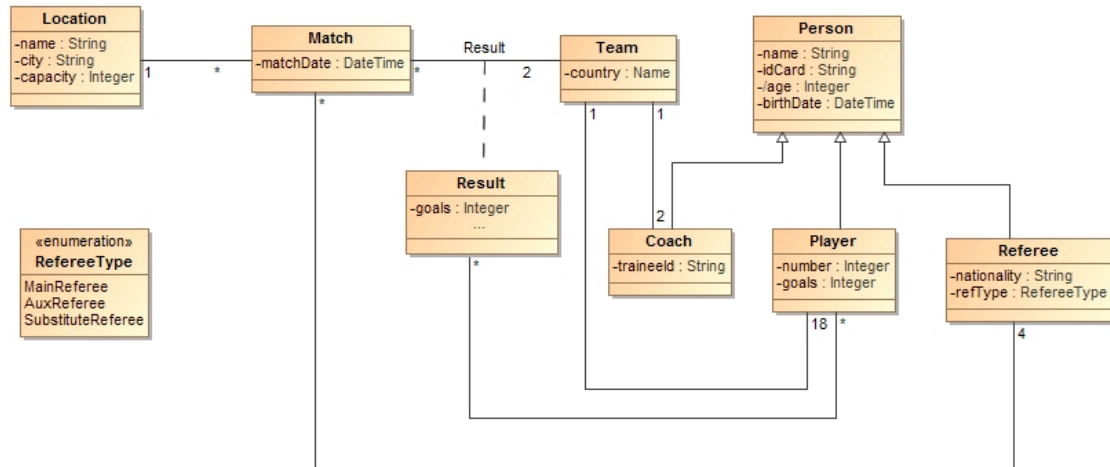 Location
-name : String
-city : String
-capacity : Integer
1
*
Match
-matchDate : DateTime
*
*
Result
2
Team
-country : Name
1
1
Person
-name : String
-idCard : String
-/age : Integer
-birthDate : DateTime
Result
-goals : Integer
...
*
«enumeration»
RefereeType
MainReferee
AuxReferee
SubstituteReferee
2
Coach
-traineeId : String
Player
-number : Integer
-goals : Integer
18
*
Referee
-nationality : String
-refType : RefereeType
4